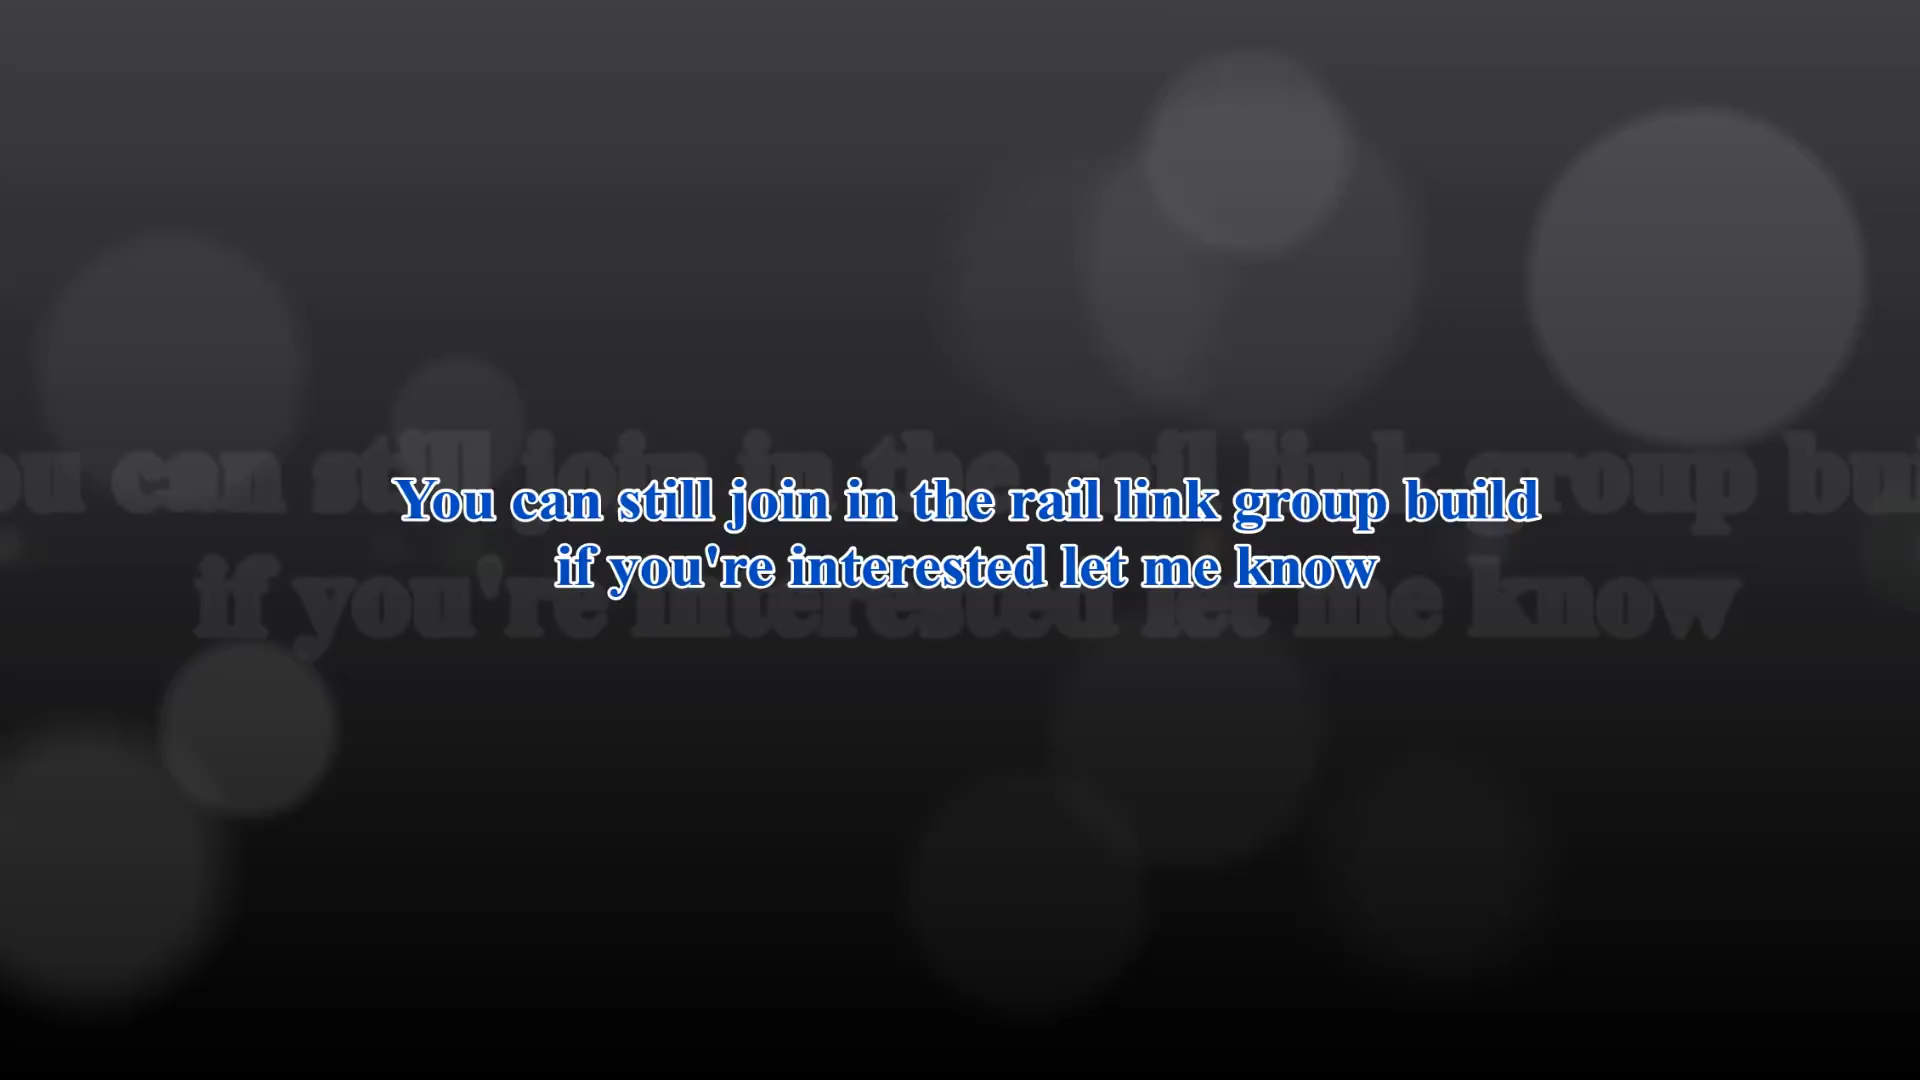 You can still join in the rail link group build
if you're interested let me know